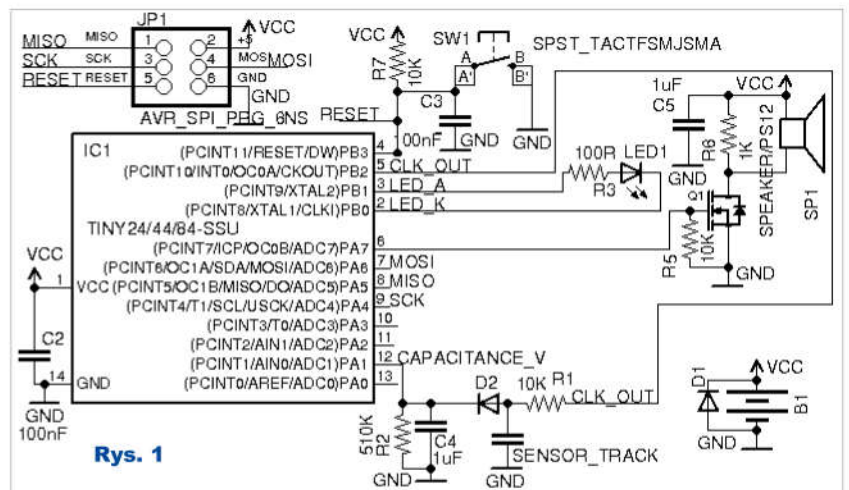 JP1
VCC
MISO MISO 1 2 +5
SCK SCK 3 4 MOSI MOSI
RESET RESET 5 6 GND
GND
AVR_SPI_PRG_6NS
VCC
R7
10K
RESET
C3
100nF
GND
SW1
SPST_TACTFSMJSMA
A
A'
B
B'
GND
1uF
C5
GND
VCC
R6
1K
SPEAKER/PS12
SP1
Q1
R5
10K
GND
IC1
(PCINT11/RESET/DW)PB3 4
(PCINT10/INT0/OC0A/CKOUT)PB2 5 CLK_OUT
(PCINT9/XTAL2)PB1 3 LED_A
(PCINT8/XTAL1/CLKI)PB0 2 LED_K
100R
R3
LED1
TINY24/44/84-SSU
(PCINT7/ICP/OC0B/ADC7)PA7 6
(PCINT6/OC1A/SDA/MOSI/ADC6)PA6 7 MOSI
VCC
1 VCC (PCINT5/OC1B/MISO/DO/ADC5)PA5 8 MISO
(PCINT4/T1/SCL/USCK/ADC4)PA4 9 SCK
(PCINT3/T0/ADC3)PA3 10
(PCINT2/AIN1/ADC2)PA2 11
(PCINT1/AIN0/ADC1)PA1 12 CAPACITANCE_V
14 GND (PCINT0/AREF/ADC0)PA0 13
C2
GND
100nF
510K
R2
C4
1uF
GND
D2
10K R1
CLK_OUT
SENSOR_TRACK
GND
D1
VCC
B1
GND
Rys. 1